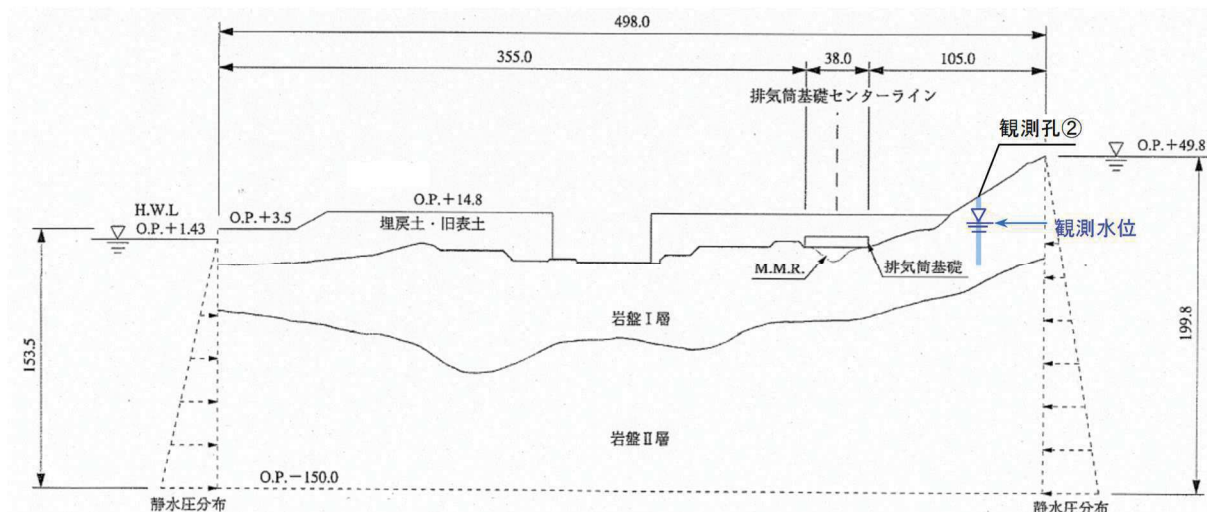 498.0
355.0
38.0
105.0
排気筒基礎センターライン
観測孔②
O.P.+49.8
O.P.+14.8
H.W.L
O.P.+1.43
O.P.+3.5
埋戻土・旧表土
観測水位
M.M.R.
排気筒基礎
岩盤Ⅰ層
153.5
199.8
岩盤Ⅱ層
O.P.-150.0
静水圧分布
静水圧分布